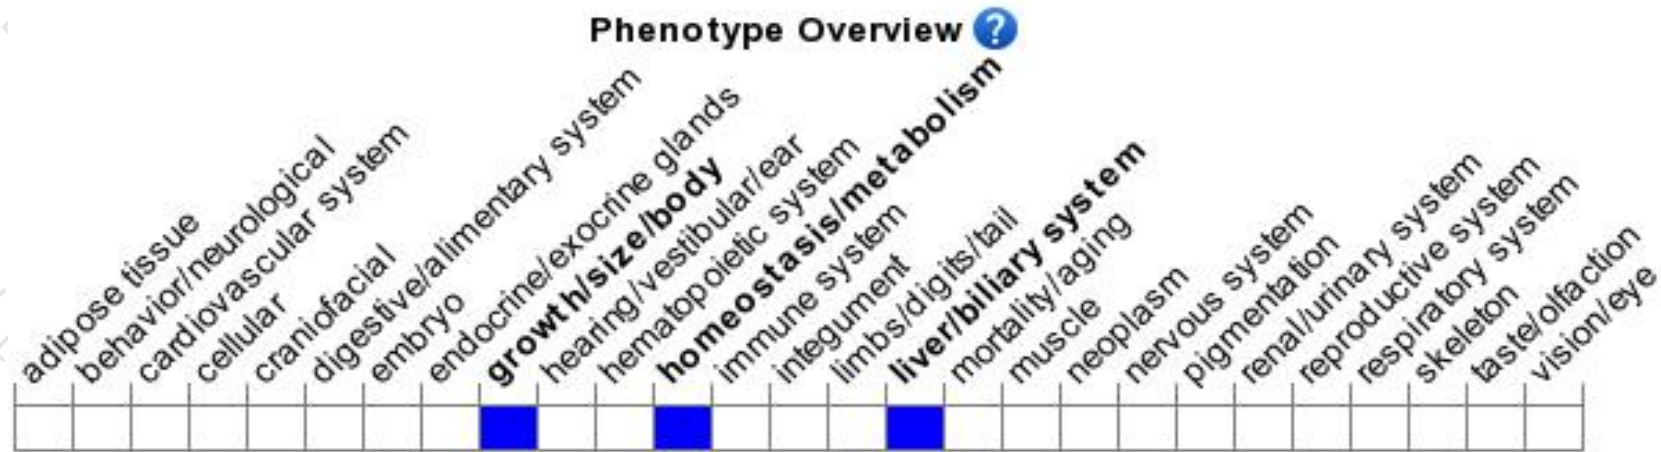 Phenotype Overview ?
adipose tissue
behavior/neurological
cardiovascular system
cellular
craniofacial
digestive/alimentary system
embryo
endocrine/exocrine glands
growth/size/body
hearing/vestibular/ear
hematopoietic system
homeostasis/metabolism
immune system
integument
limbs/digits/tail
liver/biliary system
mortality/aging
muscle
neoplasm
nervous system
pigmentation
renal/urinary system
reproductive system
respiratory system
skeleton
taste/olfaction
vision/eye